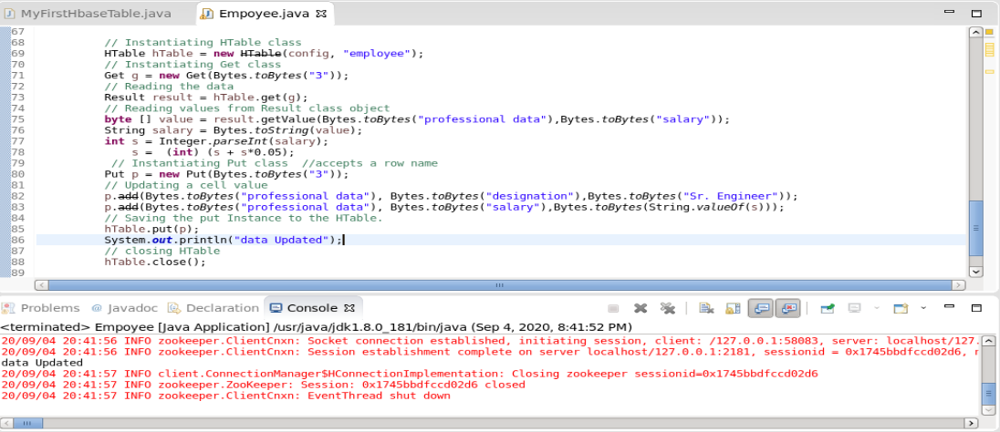 MyFirstHbaseTable.java Empoyee.java
67
68 // Instantiating HTable class
69 HTable hTable = new HTable(config, "employee");
70 // Instantiating Get class
71 Get g = new Get(Bytes.toBytes("3"));
72 // Reading the data
73 Result result = hTable.get(g);
74 // Reading values from Result class object
75 byte [] value = result.getValue(Bytes.toBytes("professional data"),Bytes.toBytes("salary"));
76 String salary = Bytes.toString(value);
77 int s = Integer.parseInt(salary);
78 s = (int) (s + s*0.05);
79 // Instantiating Put class //accepts a row name
80 Put p = new Put(Bytes.toBytes("3"));
81 // Updating a cell value
82 p.add(Bytes.toBytes("professional data"), Bytes.toBytes("designation"),Bytes.toBytes("Sr. Engineer"));
83 p.add(Bytes.toBytes("professional data"), Bytes.toBytes("salary"),Bytes.toBytes(String.valueOf(s)));
84 // Saving the put Instance to the HTable.
85 hTable.put(p);
86 System.out.println("data Updated");
87 // closing HTable
88 hTable.close();
89
Problems @ Javadoc Declaration Console
<terminated> Empoyee [Java Application] /usr/java/jdk1.8.0_181/bin/java (Sep 4, 2020, 8:41:52 PM)
20/09/04 20:41:56 INFO zookeeper.ClientCnxn: Socket connection established, initiating session, client: /127.0.0.1:58083, server: localhost/127.
20/09/04 20:41:56 INFO zookeeper.ClientCnxn: Session establishment complete on server localhost/127.0.0.1:2181, sessionid = 0x1745bbdfccd02d6,
data Updated
20/09/04 20:41:57 INFO client.ConnectionManager$HConnectionImplementation: Closing zookeeper sessionid=0x1745bbdfccd02d6
20/09/04 20:41:57 INFO zookeeper.ZooKeeper: Session: 0x1745bbdfccd02d6 closed
20/09/04 20:41:57 INFO zookeeper.ClientCnxn: EventThread shut down